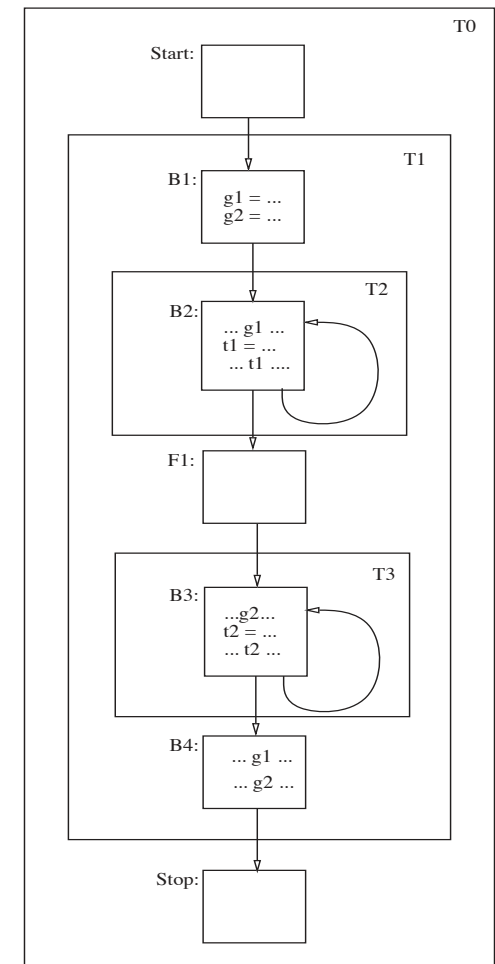 T0
Start:
T1
B1:
g1 = ...
g2 = ...
T2
B2:
... g1 ...
t1 = ...
... t1 ....
F1:
T3
B3:
...g2...
t2 = ...
... t2 ...
B4:
... g1 ...
... g2 ...
Stop: